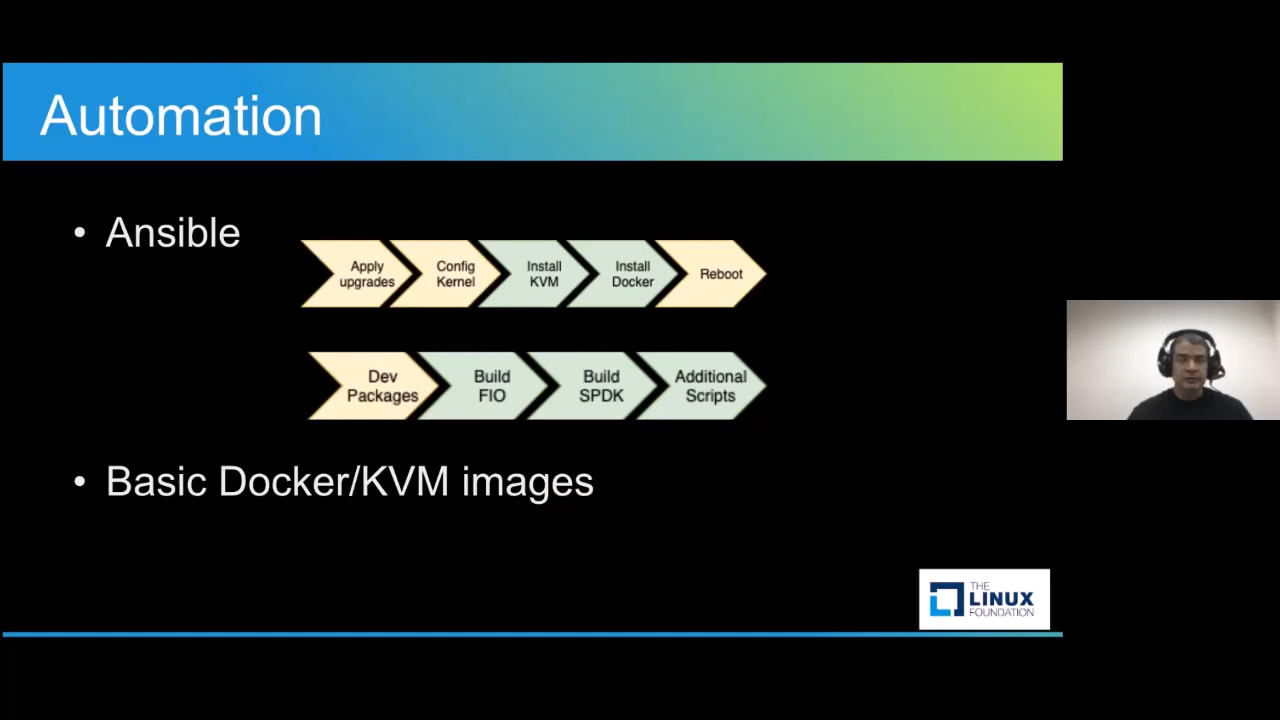 Automation
• Ansible
Apply
upgrades
Config
Kernel
Install
KVM
Install
Docker
Reboot
Dev
Packages
Build
FIO
Build
SPDK
Additional
Scripts
• Basic Docker/KVM images
THE
LINUX
FOUNDATION